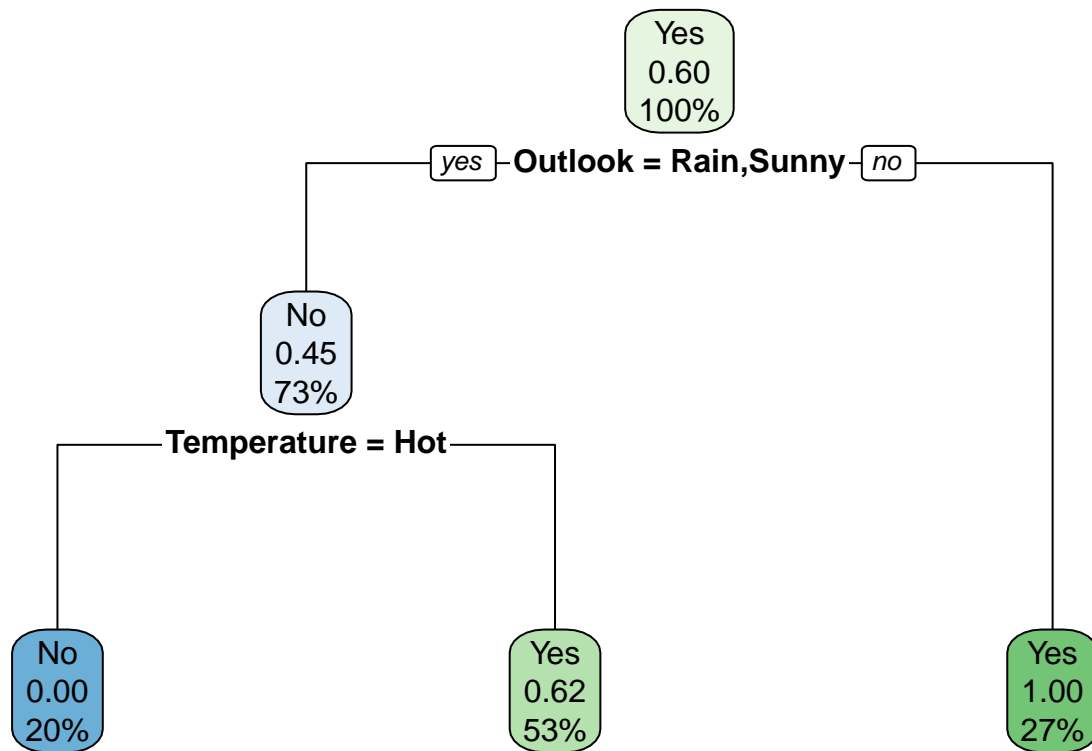 Yes
0.60
100%
yes Outlook = Rain,Sunny no
No
0.45
73%
Temperature = Hot
No
0.00
20%
Yes
0.62
53%
Yes
1.00
27%